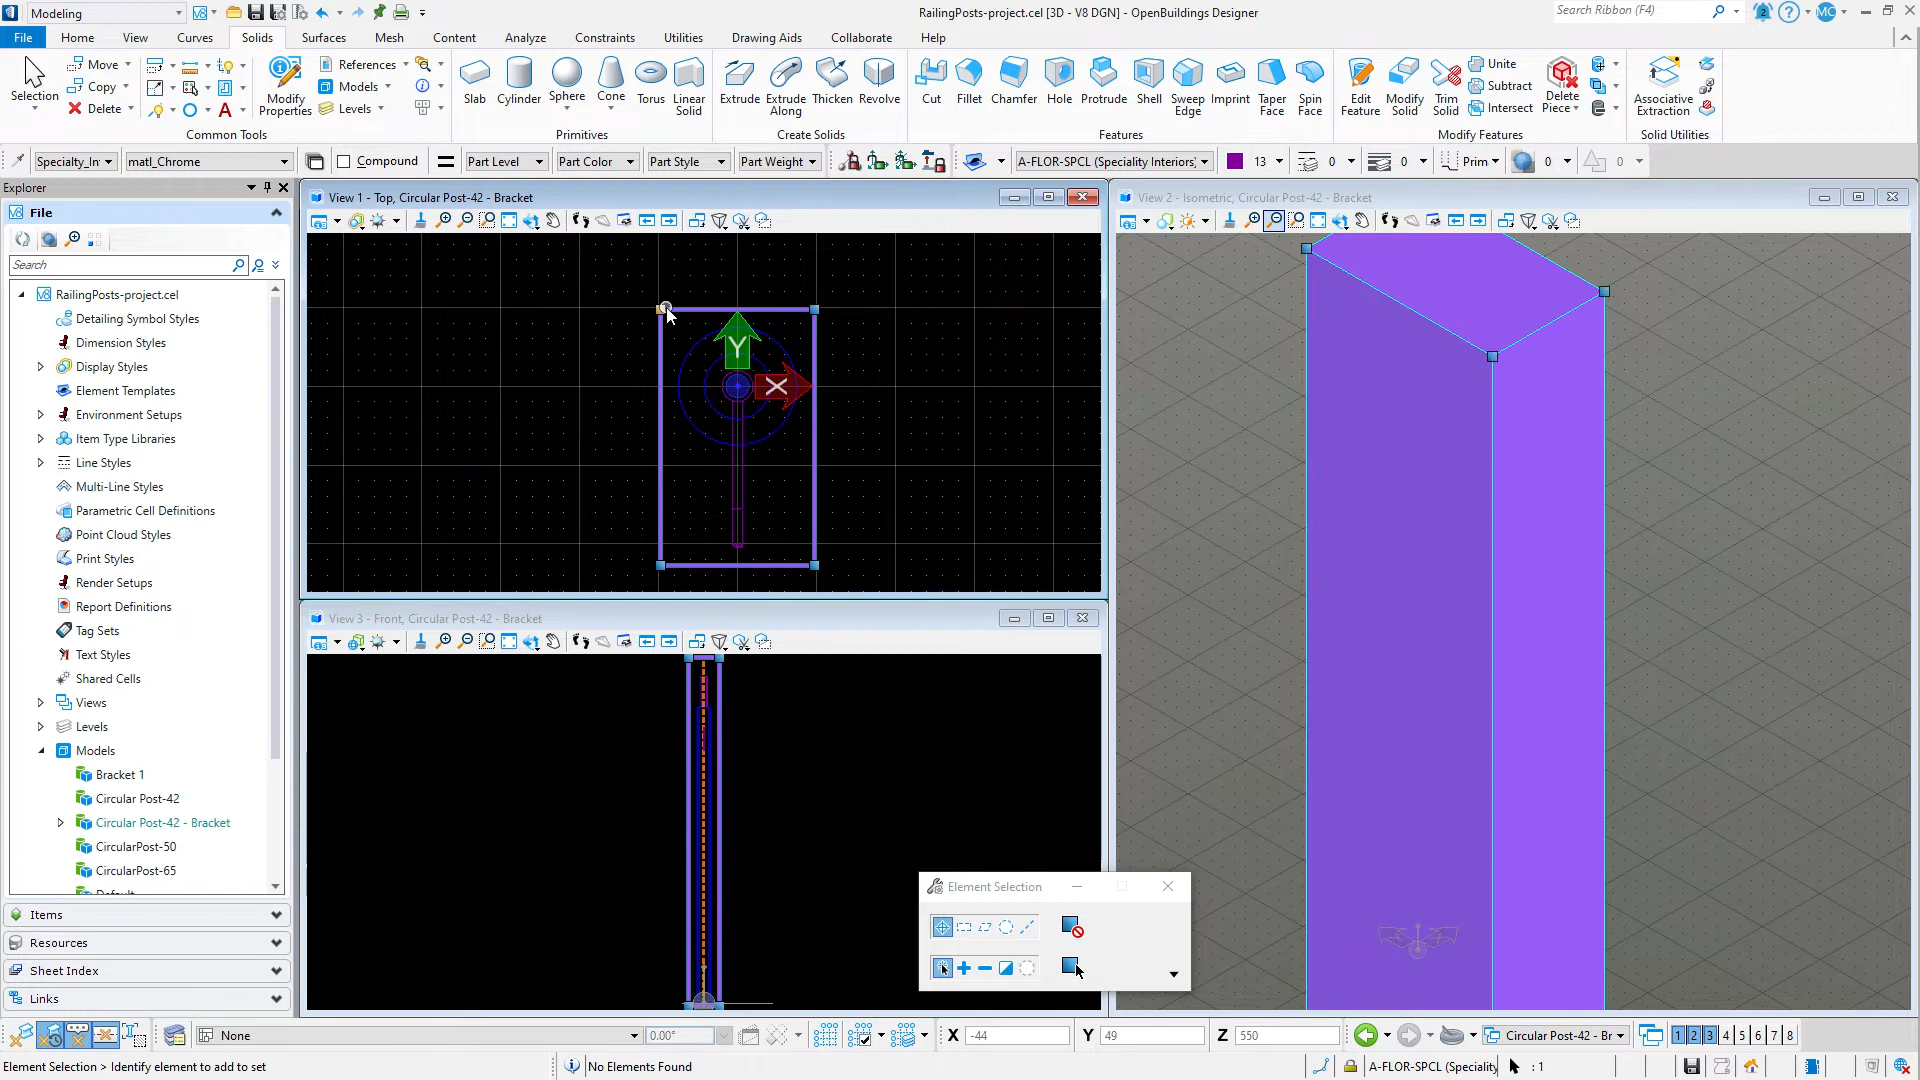 Modeling
RailingPosts-project.cel [3D - V8 DGN] - OpenBuildings Designer
Search Ribbon (F4)
2
MC
File
Home
View
Curves
Solids
Surfaces
Mesh
Content
Analyze
Constraints
Utilities
Drawing Aids
Collaborate
Help
Selection
Move
Copy
Delete
Modify Properties
References
Models
Levels
Common Tools
Slab
Cylinder
Sphere
Cone
Torus
Linear Solid
Primitives
Extrude
Extrude Along
Thicken
Revolve
Create Solids
Cut
Fillet
Chamfer
Hole
Protrude
Shell
Sweep Edge
Imprint
Taper Face
Spin Face
Features
Edit Feature
Modify Solid
Trim Solid
Unite
Subtract
Intersect
Delete Piece
Modify Features
Associative Extraction
Solid Utilities
Specialty_In
matl_Chrome
Compound
Part Level
Part Color
Part Style
Part Weight
A-FLOR-SPCL (Speciality Interiors)
13
0
0
Prim
0
0
Explorer
File
Search
RailingPosts-project.cel
Detailing Symbol Styles
Dimension Styles
Display Styles
Element Templates
Environment Setups
Item Type Libraries
Line Styles
Multi-Line Styles
Parametric Cell Definitions
Point Cloud Styles
Print Styles
Render Setups
Report Definitions
Tag Sets
Text Styles
Shared Cells
Views
Levels
Models
Bracket 1
Circular Post-42
Circular Post-42 - Bracket
CircularPost-50
CircularPost-65
Default
Items
Resources
Sheet Index
Links
View 1 - Top, Circular Post-42 - Bracket
Y
X
View 2 - Isometric, Circular Post-42 - Bracket
View 3 - Front, Circular Post-42 - Bracket
Element Selection
None
0.00°
X
-44
Y
49
Z
550
Circular Post-42 - Br
1 2 3 4 5 6 7 8
Element Selection > Identify element to add to set
No Elements Found
A-FLOR-SPCL (Speciality
: 1